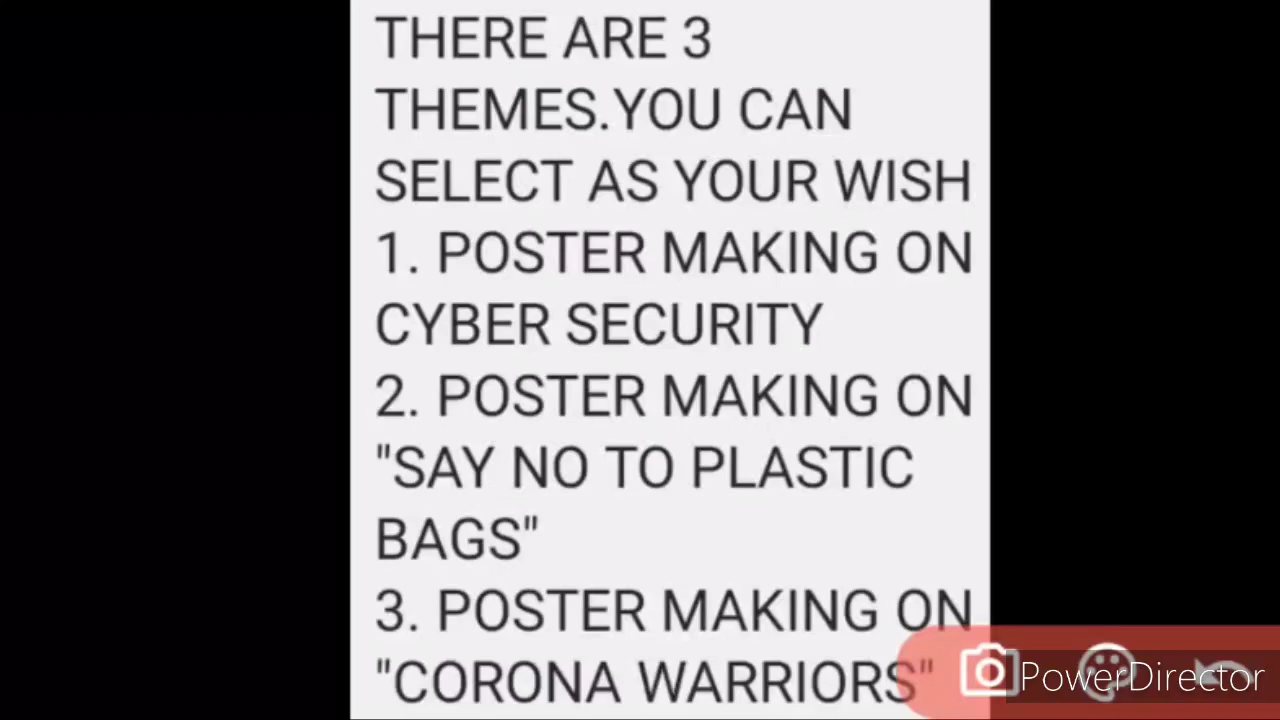 THERE ARE 3
THEMES.YOU CAN
SELECT AS YOUR WISH
1. POSTER MAKING ON
CYBER SECURITY
2. POSTER MAKING ON
"SAY NO TO PLASTIC
BAGS"
3. POSTER MAKING ON
"CORONA WARRIORS"
PowerDirector